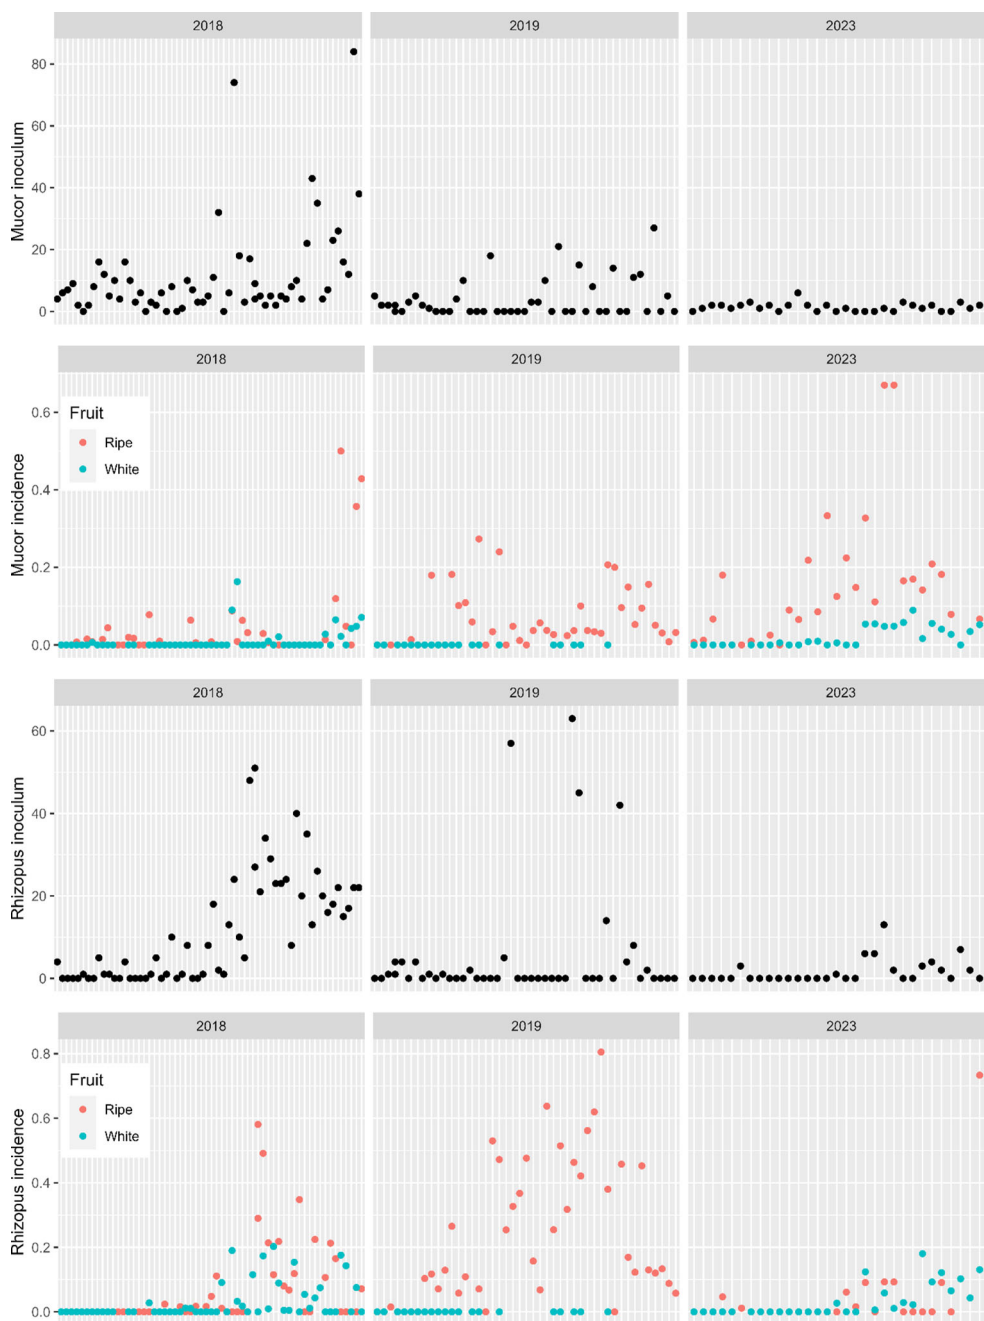 2018 2019 2023
80
60
40
20
0
Mucor inoculum
2018 2019 2023
0.6
0.4
0.2
0.0
Mucor incidence
Fruit
Ripe
White
2018 2019 2023
60
40
20
0
Rhizopus inoculum
2018 2019 2023
0.8
0.6
0.4
0.2
0.0
Rhizopus incidence
Fruit
Ripe
White